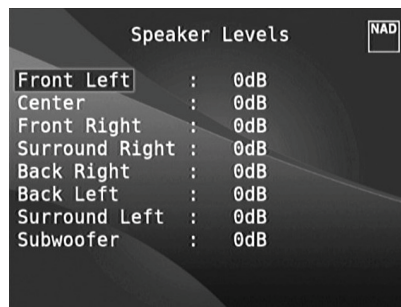 Speaker Levels
NAD
Front Left : 0dB
Center : 0dB
Front Right : 0dB
Surround Right : 0dB
Back Right : 0dB
Back Left : 0dB
Surround Left : 0dB
Subwoofer : 0dB